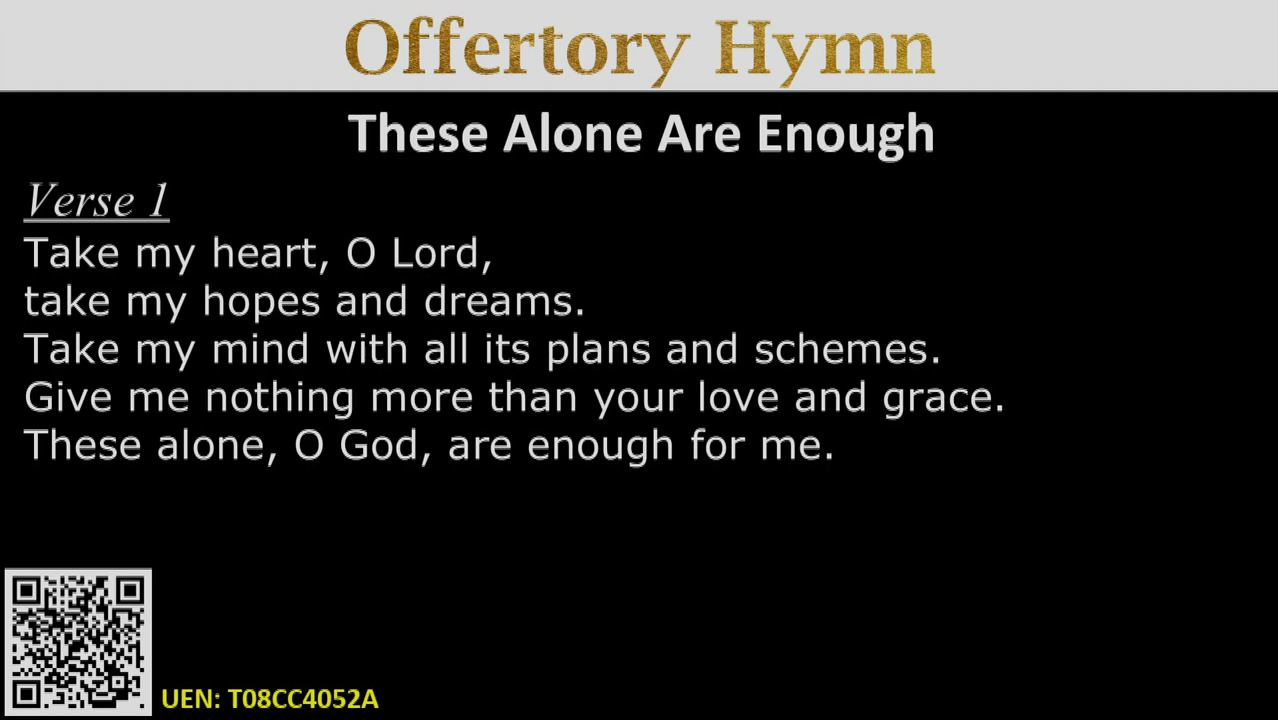 Offertory Hymn
These Alone Are Enough
Verse 1
Take my heart, O Lord,
take my hopes and dreams.
Take my mind with all its plans and schemes.
Give me nothing more than your love and grace.
These alone, O God, are enough for me.
UEN: T08CC4052A